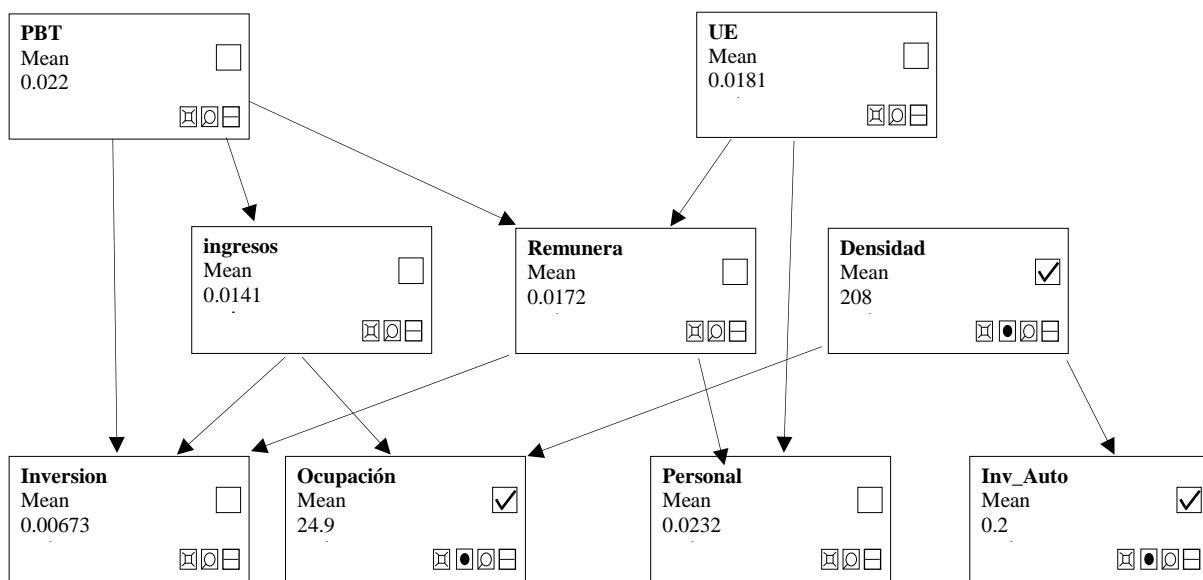 PBT
Mean
0.022
UE
Mean
0.0181
ingresos
Mean
0.0141
Remunera
Mean
0.0172
Densidad
Mean
208
Inversion
Mean
0.00673
Ocupación
Mean
24.9
Personal
Mean
0.0232
Inv_Auto
Mean
0.2